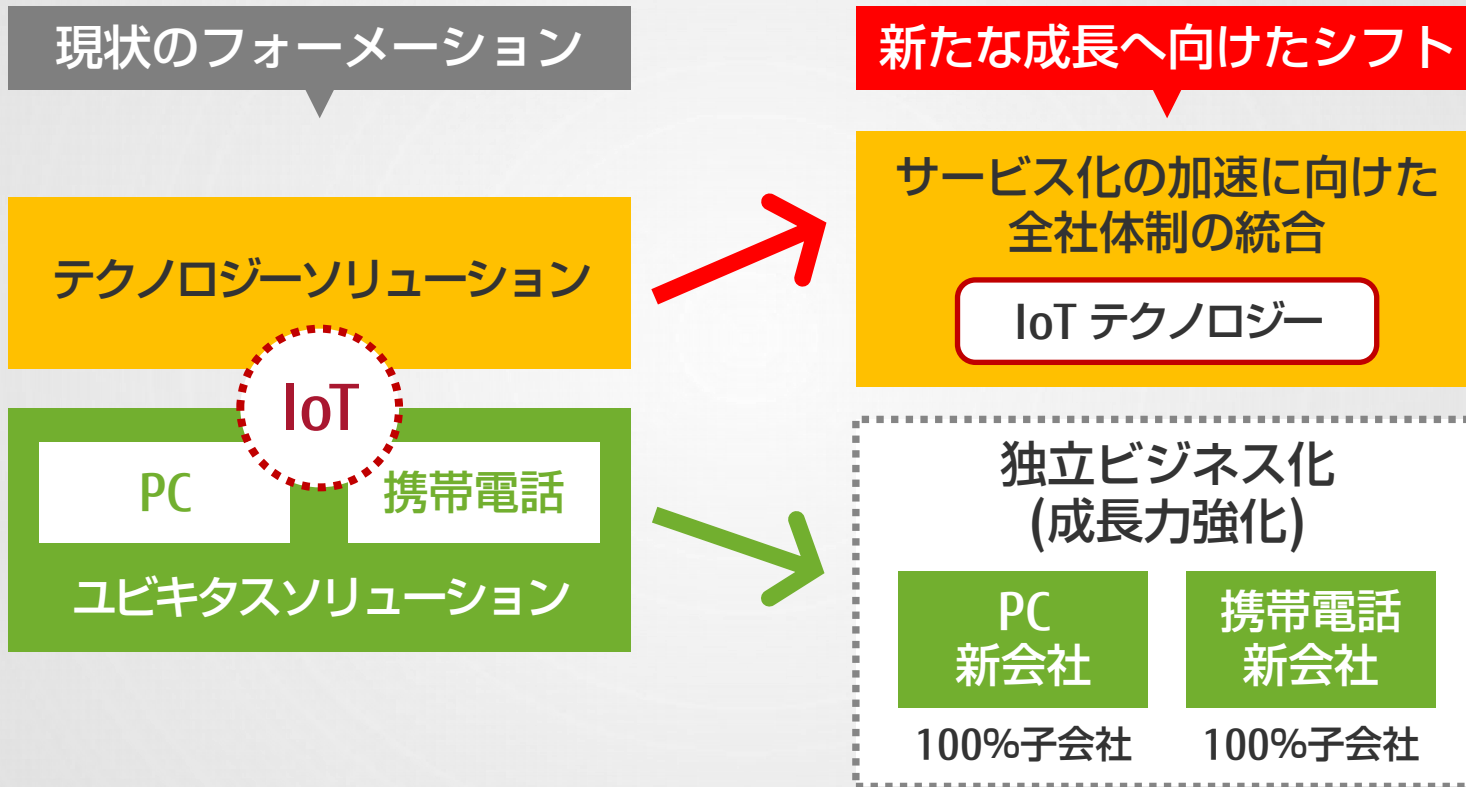 現状のフォーメーション
テクノロジーソリューション
IoT
PC
携帯電話
ユビキタスソリューション
新たな成長へ向けたシフト
サービス化の加速に向けた
全社体制の統合
IoT テクノロジー
独立ビジネス化
(成長力強化)
PC
新会社
100%子会社
携帯電話
新会社
100%子会社